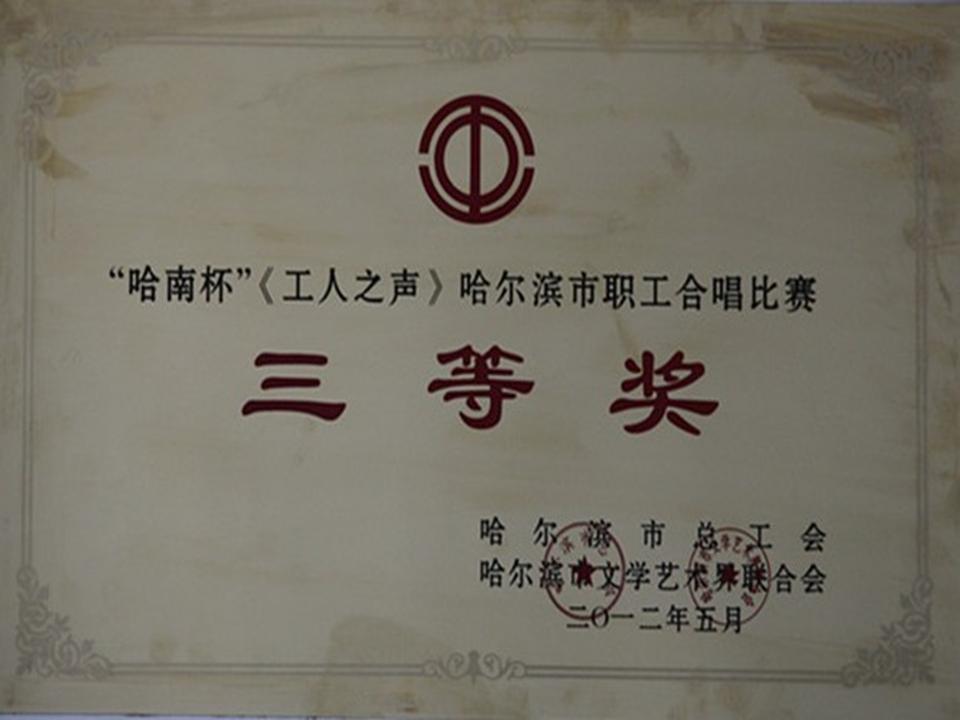 “哈南杯”《工人之声》哈尔滨市职工合唱比赛
三等奖
哈尔滨市总工会
哈尔滨市文学艺术界联合会
二〇一二年五月